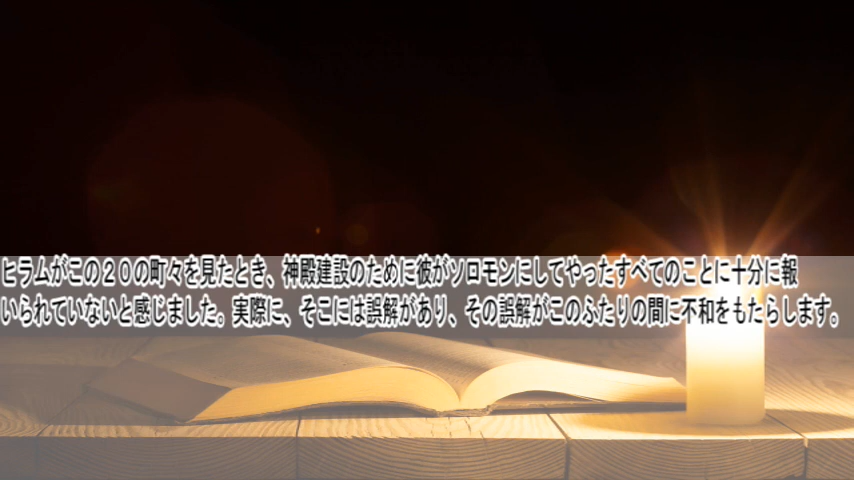 ヒラムがこの２０の町々を見たとき、神殿建設のために彼がソロモンにしてやったすべてのことに十分に報
いられていないと感じました。実際に、そこには誤解があり、その誤解がこのふたりの間に不和をもたらします。